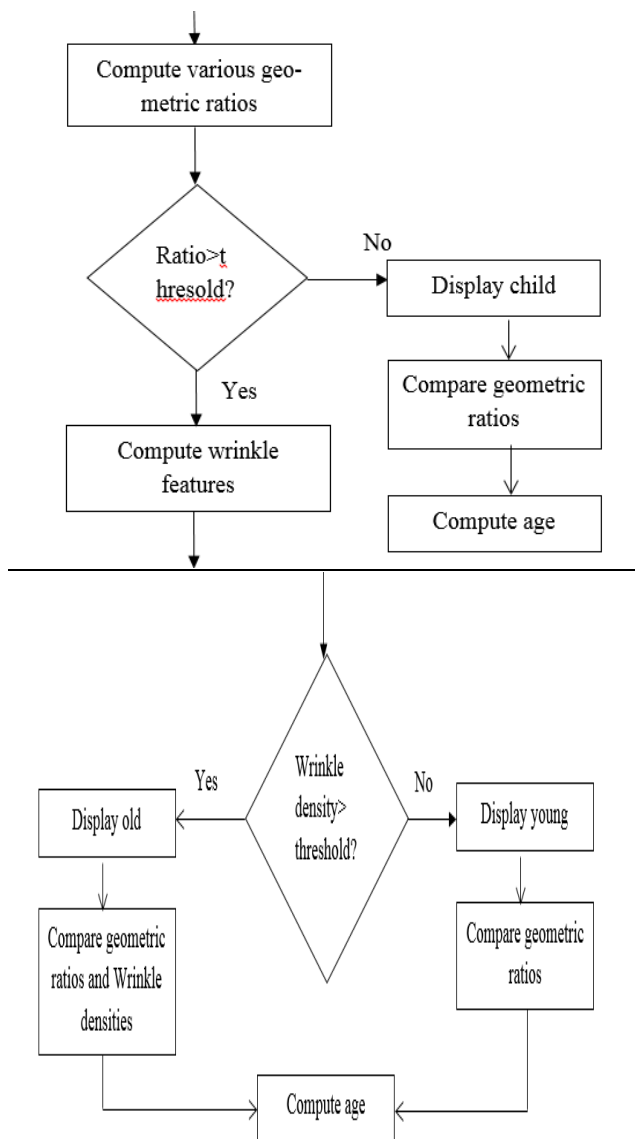 Compute various geo-
metric ratios
Ratio>t
hresold?
No
Display child
Yes
Compare geometric
ratios
Compute wrinkle
features
Compute age
Wrinkle
density>
threshold?
Yes
No
Display old
Display young
Compare geometric
ratios and Wrinkle
densities
Compare geometric
ratios
Compute age